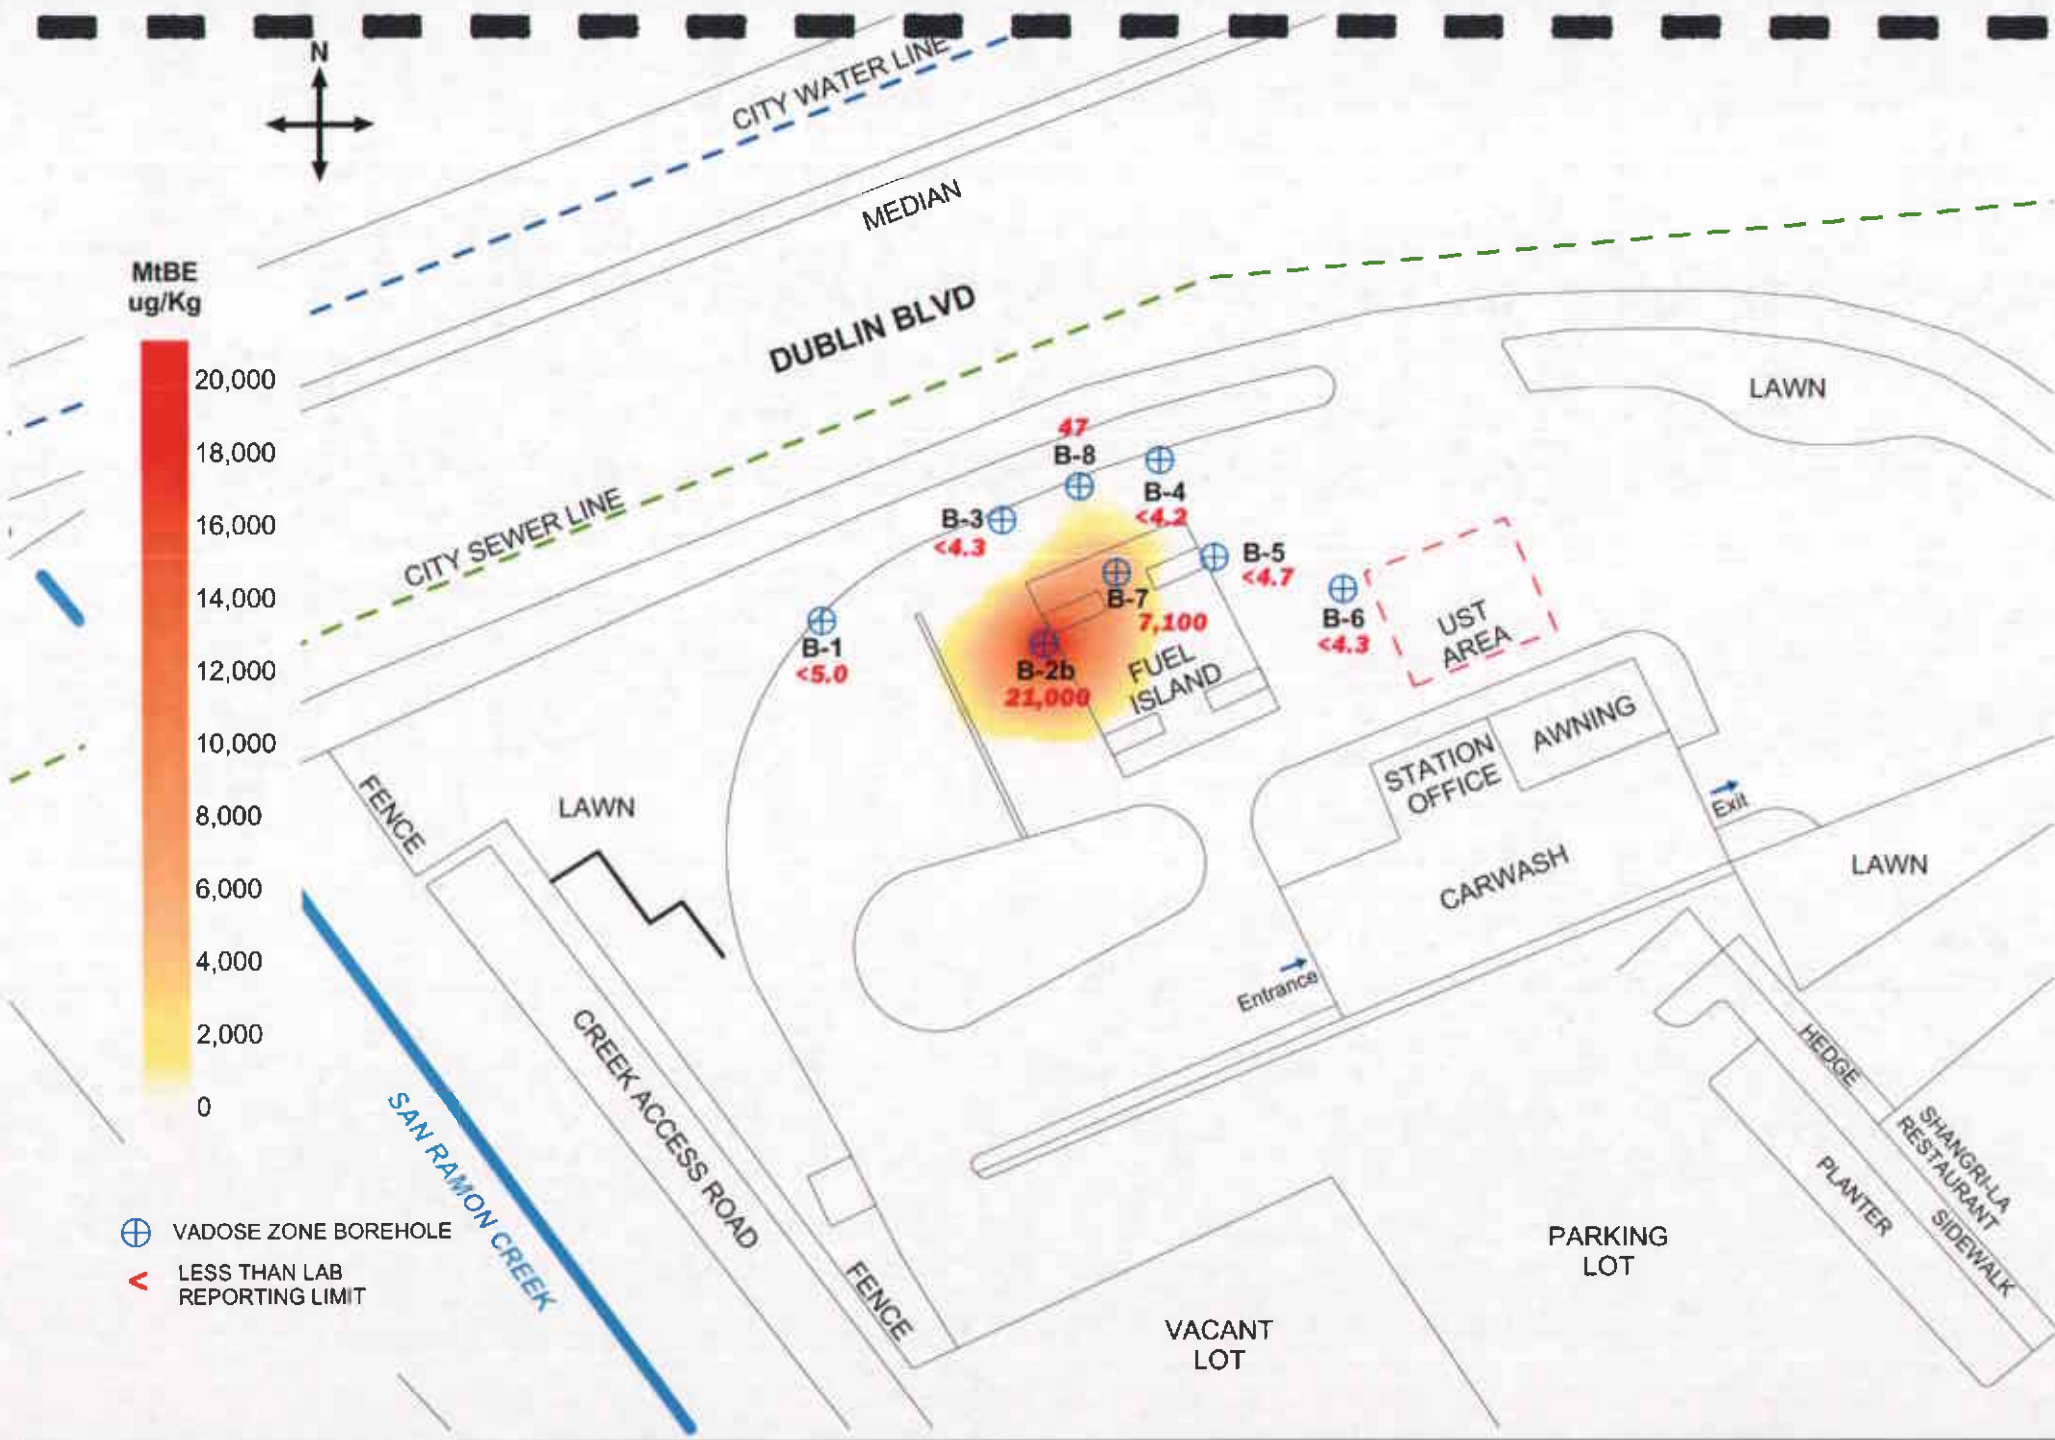 N
CITY WATER LINE
MEDIAN
DUBLIN BLVD
MtBE
ug/Kg
20,000
18,000
16,000
14,000
12,000
10,000
8,000
6,000
4,000
2,000
0
CITY SEWER LINE
LAWN
47
B-8
B-4
<4.2
B-3
<4.3
B-5
<4.7
B-7
7,100
B-6
<4.3
B-1
<5.0
B-2b
21,000
FUEL
ISLAND
UST
AREA
STATION
OFFICE
AWNING
Exit
CARWASH
LAWN
Entrance
FENCE
LAWN
CREEK ACCESS ROAD
SAN RAMON CREEK
FENCE
HEDGE
SHANGRI-LA
RESTAURANT
SIDEWALK
PLANTER
PARKING
LOT
VACANT
LOT
VADOSE ZONE BOREHOLE
< LESS THAN LAB
REPORTING LIMIT